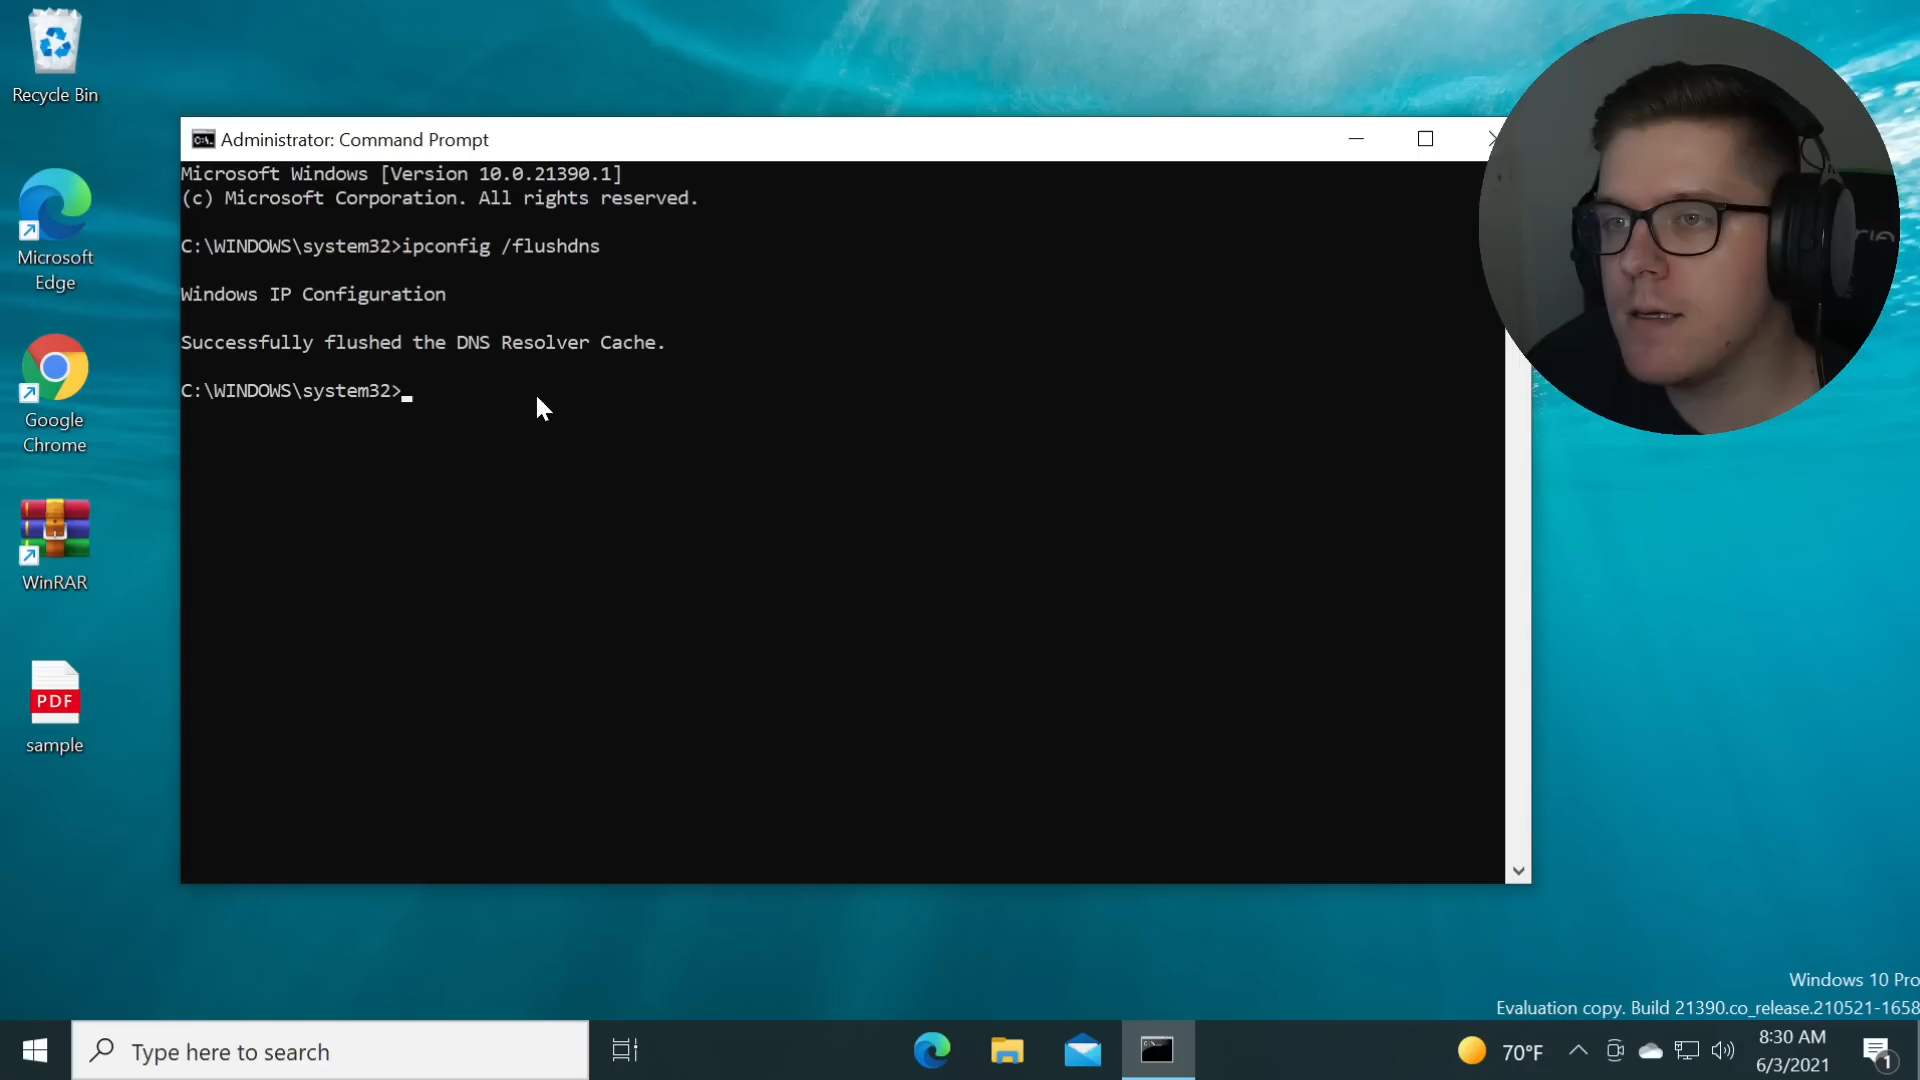 Recycle Bin
Microsoft
Edge
Google
Chrome
WinRAR
PDF
sample
Administrator: Command Prompt
Microsoft Windows [Version 10.0.21390.1]
(c) Microsoft Corporation. All rights reserved.
C:\WINDOWS\system32>ipconfig /flushdns
Windows IP Configuration
Successfully flushed the DNS Resolver Cache.
C:\WINDOWS\system32>
Windows 10 Pro
Evaluation copy. Build 21390.co_release.210521-1658
Type here to search
70°F
8:30 AM
6/3/2021
1